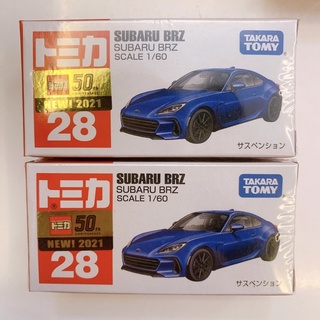 トミカ
SUBARU BRZ
SUBARU BRZ
SCALE 1/60
TAKARA
TOMY
トミカ 50th
NEW! 2021
28
サスペンション
トミカ
SUBARU BRZ
SUBARU BRZ
SCALE 1/60
TAKARA
TOMY
トミカ 50th
NEW! 2021
28
サスペンション